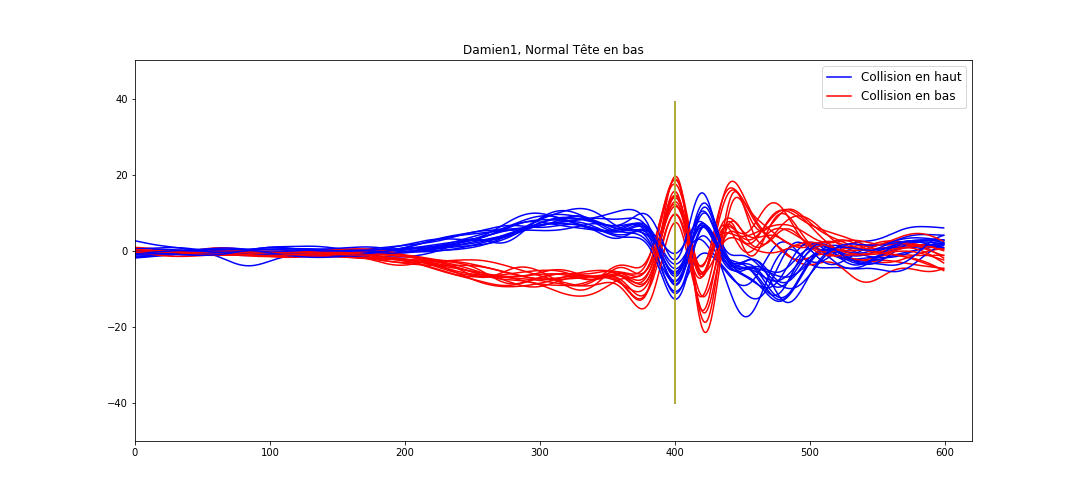 Damien1, Normal Tête en bas
Collision en haut
Collision en bas
40
20
0
−20
−40
0 100 200 300 400 500 600